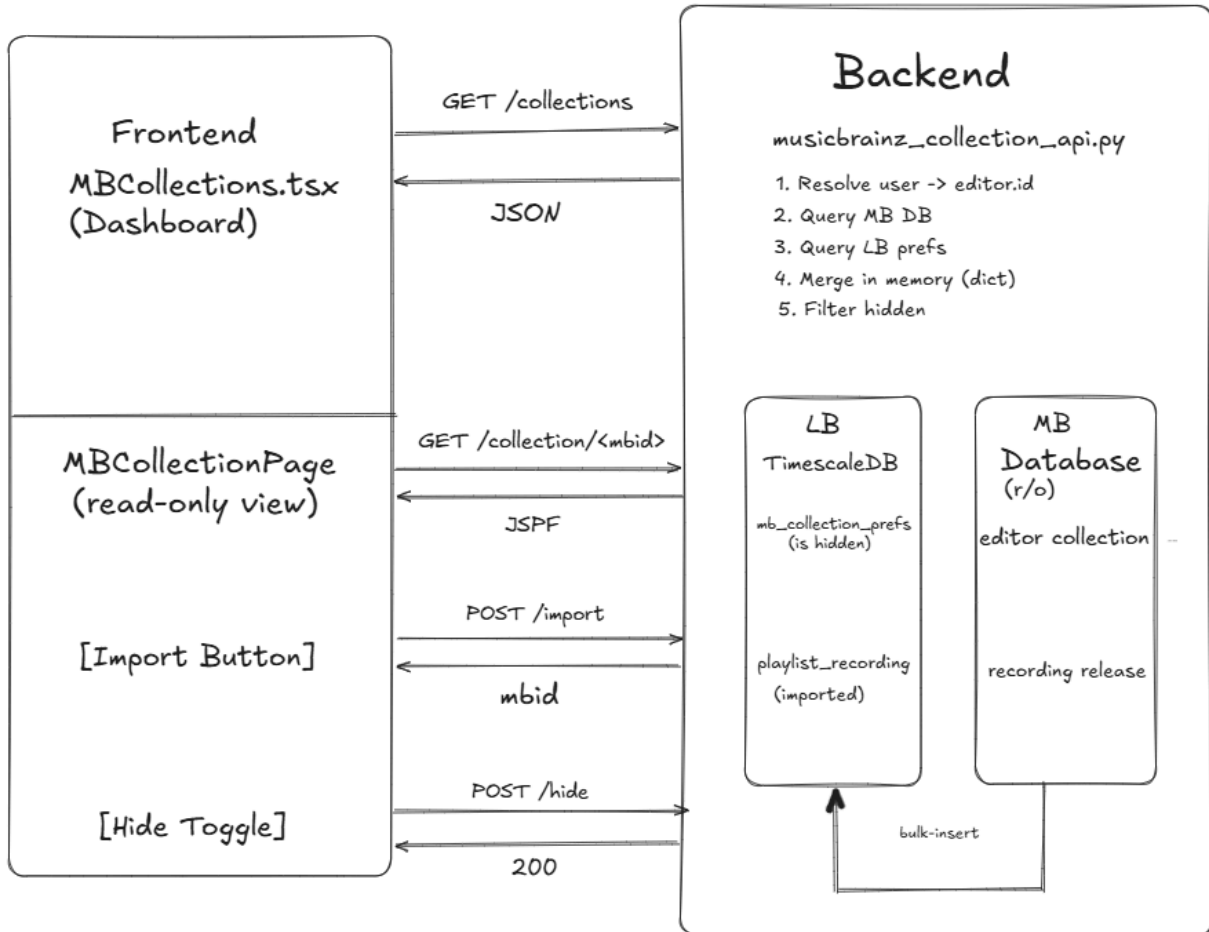 Frontend
MBCollections.tsx
(Dashboard)
GET /collections
JSON
MBCollectionPage
(read-only view)
GET /collection/<mbid>
JSPF
[Import Button]
POST /import
mbid
[Hide Toggle]
POST /hide
200
Backend
musicbrainz_collection_api.py
1. Resolve user -> editor.id
2. Query MB DB
3. Query LB prefs
4. Merge in memory (dict)
5. Filter hidden
LB
TimescaleDB
mb_collection_prefs
(is hidden)
playlist_recording
(imported)
MB
Database
(r/o)
editor collection
recording release
bulk-insert